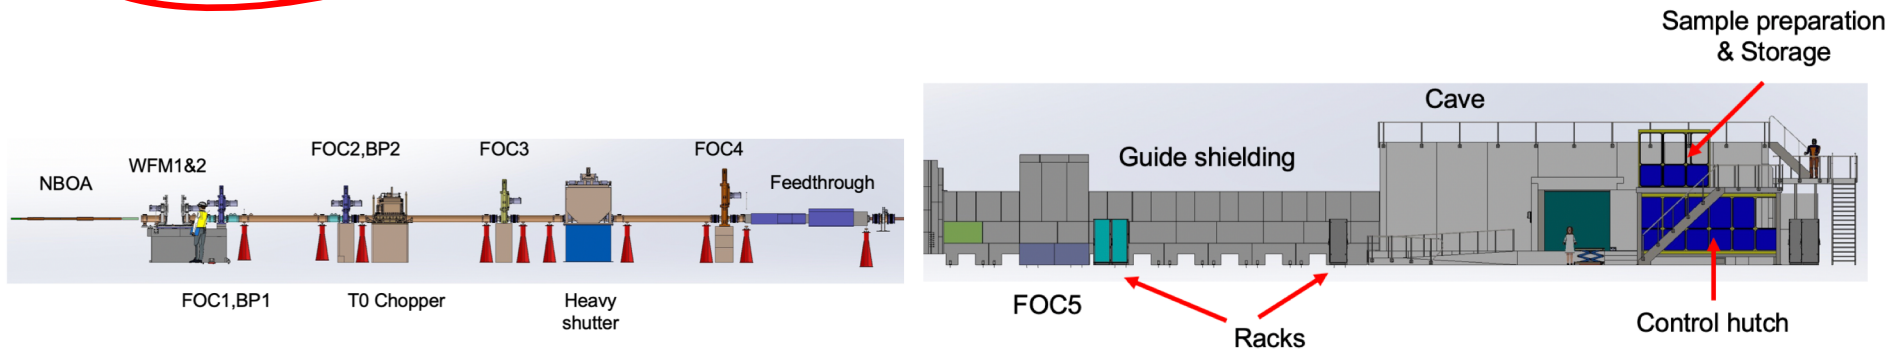 NBOA
WFM1&2
FOC2,BP2
FOC3
FOC4
Feedthrough
FOC1,BP1
T0 Chopper
Heavy
shutter
Sample preparation
& Storage
Cave
Guide shielding
FOC5
Racks
Control hutch